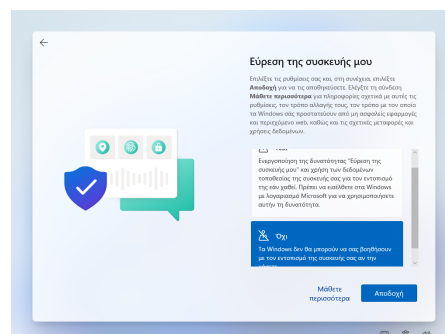 Εύρεση της συσκευής μου
Επιλέξτε τις ρυθμίσεις σας και, στη συνέχεια, επιλέξτε
Αποδοχή για να τις αποθηκεύσετε. Ελέγξτε τη σύνδεση
Μάθετε περισσότερα για πληροφορίες σχετικά με αυτές τις
ρυθμίσεις, τον τρόπο αλλαγής τους, τον τρόπο με τον οποίο
τα Windows σάς προστατεύουν από μη ασφαλείς εφαρμογές
και περιεχόμενο web, καθώς και τις σχετικές μεταφορές και
χρήσεις δεδομένων.
Ενεργοποίηση της δυνατότητας "Εύρεση της
συσκευής μου" και χρήση των δεδομένων
τοποθεσίας της συσκευής σας για τον εντοπισμό
της εάν χαθεί. Πρέπει να εισέλθετε στα Windows
με λογαριασμό Microsoft για να χρησιμοποιήσετε
αυτήν τη δυνατότητα.
Όχι
Τα Windows δεν θα μπορούν να σας βοηθήσουν
με τον εντοπισμό της συσκευής σας αν την
Μάθετε
περισσότερα
Αποδοχή